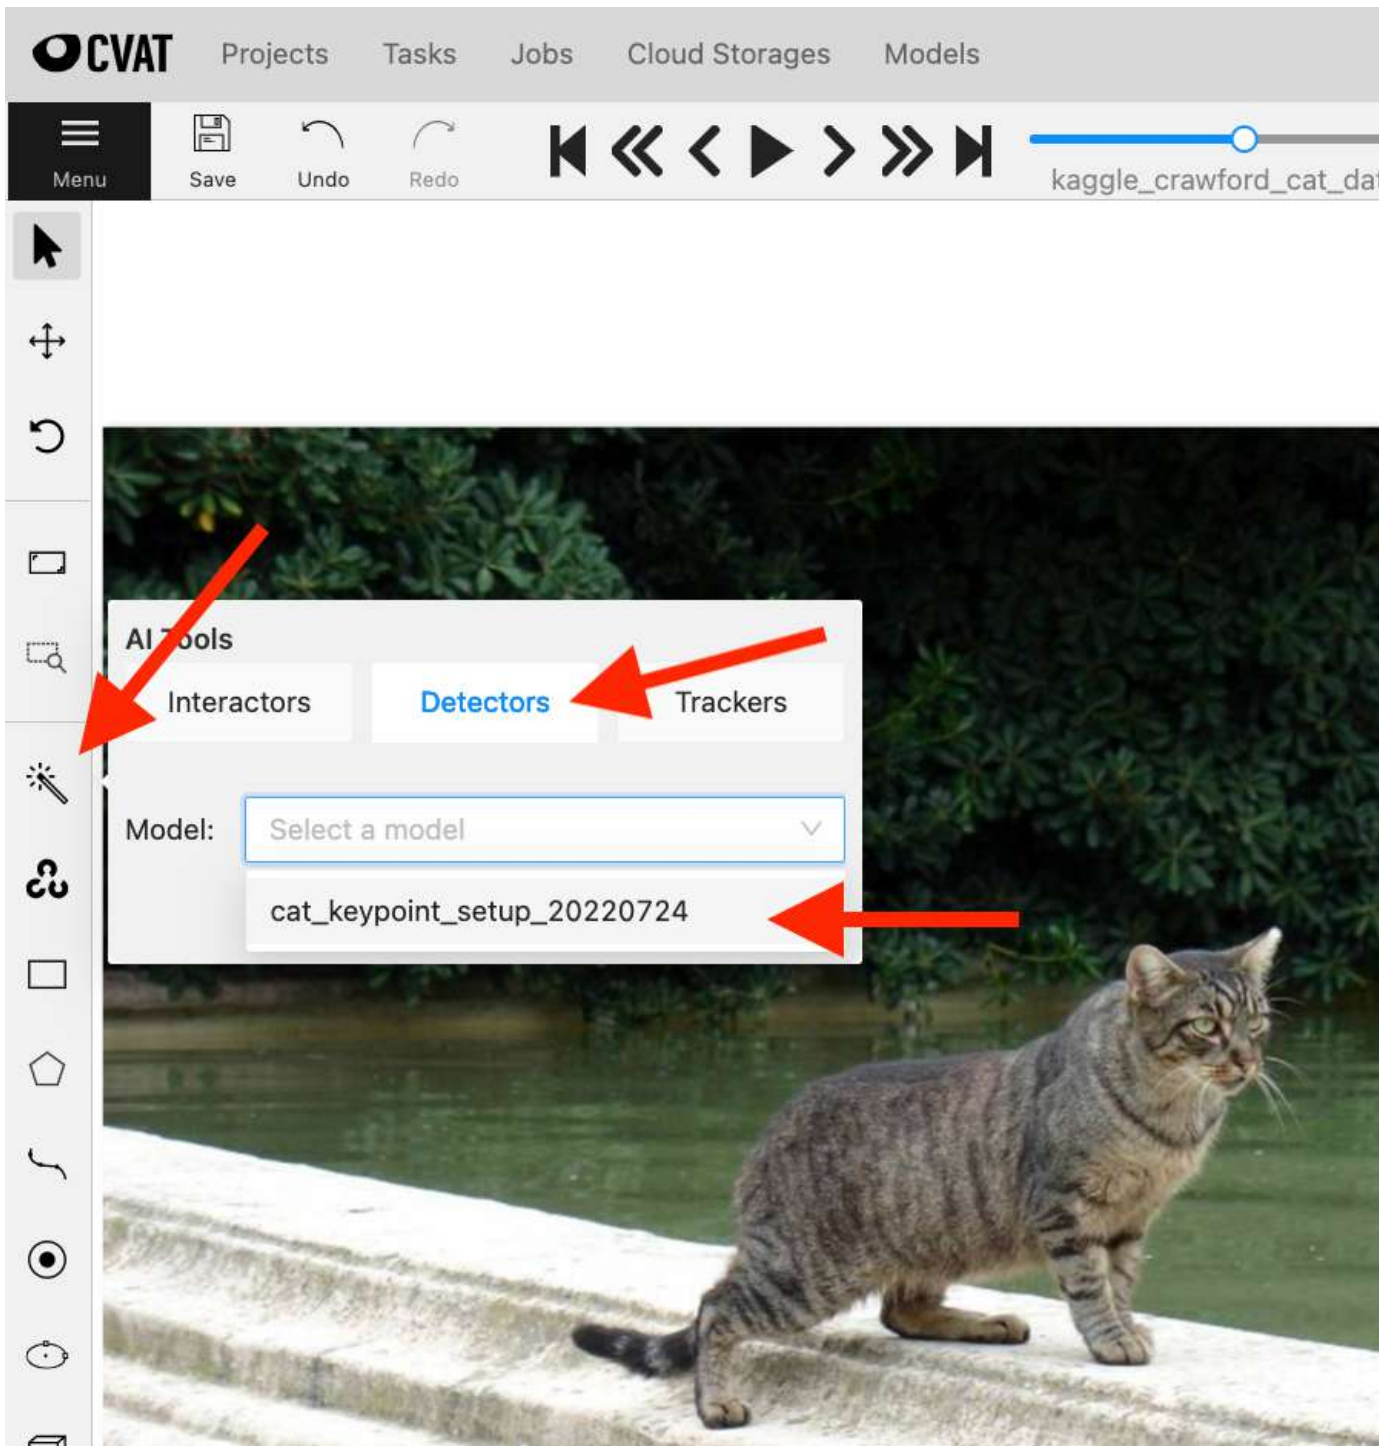 CVAT Projects Tasks Jobs Cloud Storages Models
Menu Save Undo Redo kaggle_crawford_cat_dat
AI Tools
Interactors Detectors Trackers
Model: Select a model
cat_keypoint_setup_20220724